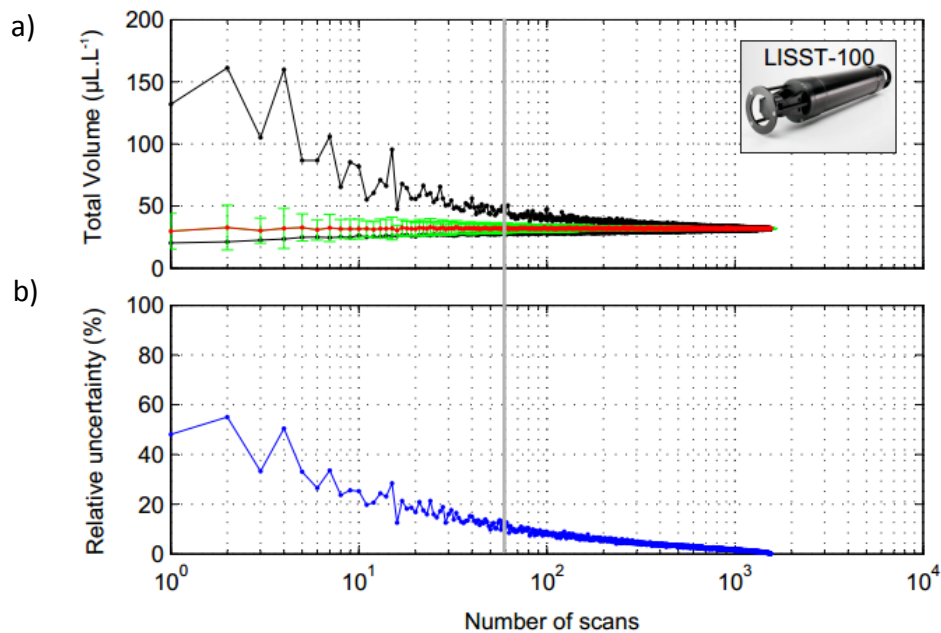 a)
200
150
100
50
0
Total Volume (µL.L⁻¹)
LISST-100
b)
100
80
60
40
20
0
Relative uncertainty (%)
10⁰ 10¹ 10² 10³ 10⁴
Number of scans